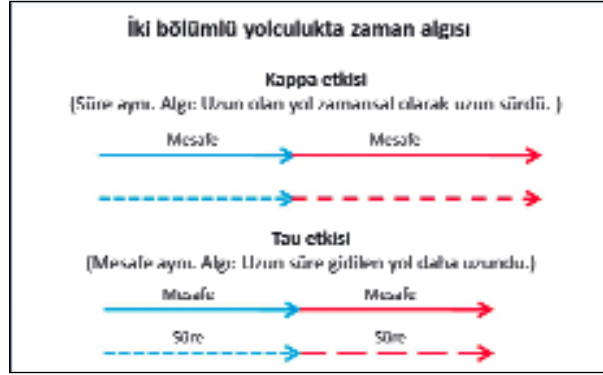 İki bölümlü yolculukta zaman algısı
Kappa etkisi
(Süre aynı. Algı: Uzun olan yol zamansal olarak uzun sürdü. )
Mesafe Mesafe
Tau etkisi
(Mesafe aynı. Algı: Uzun süre gidilen yol daha uzundu.)
Mesafe Mesafe
Süre Süre